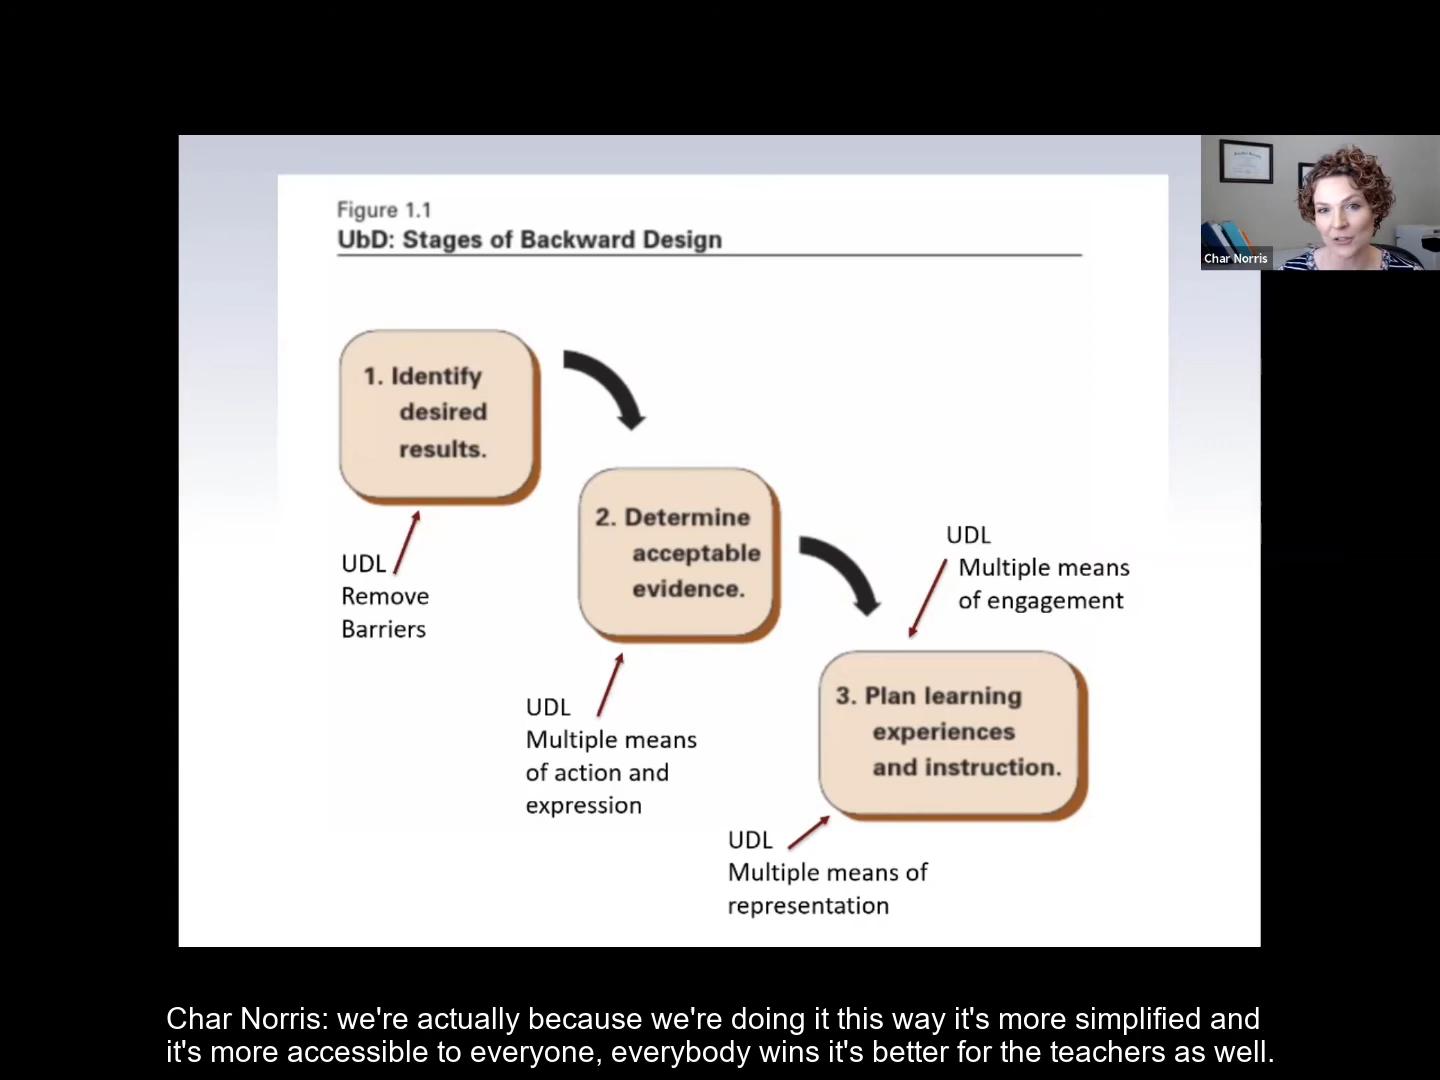 Figure 1.1
UbD: Stages of Backward Design
Char Norris
1. Identify
desired
results.
2. Determine
acceptable
evidence.
UDL
Multiple means
of engagement
UDL
Remove
Barriers
3. Plan learning
experiences
and instruction.
UDL
Multiple means
of action and
expression
UDL
Multiple means of
representation
Char Norris: we're actually because we're doing it this way it's more simplified and
it's more accessible to everyone, everybody wins it's better for the teachers as well.